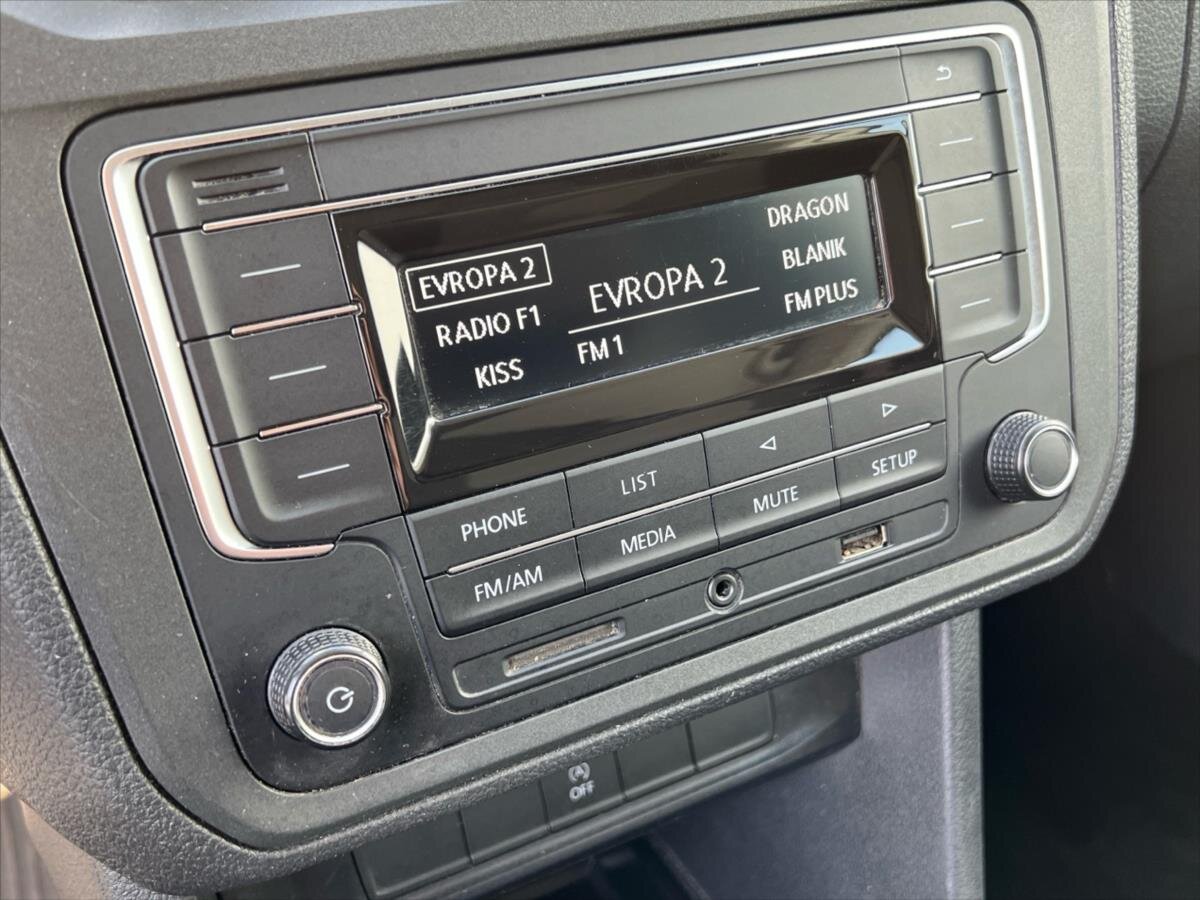 EVROPA 2
RADIO F1
KISS
EVROPA 2
FM 1
DRAGON
BLANIK
FM PLUS
PHONE
LIST
FM/AM
MEDIA
MUTE
SETUP
OFF